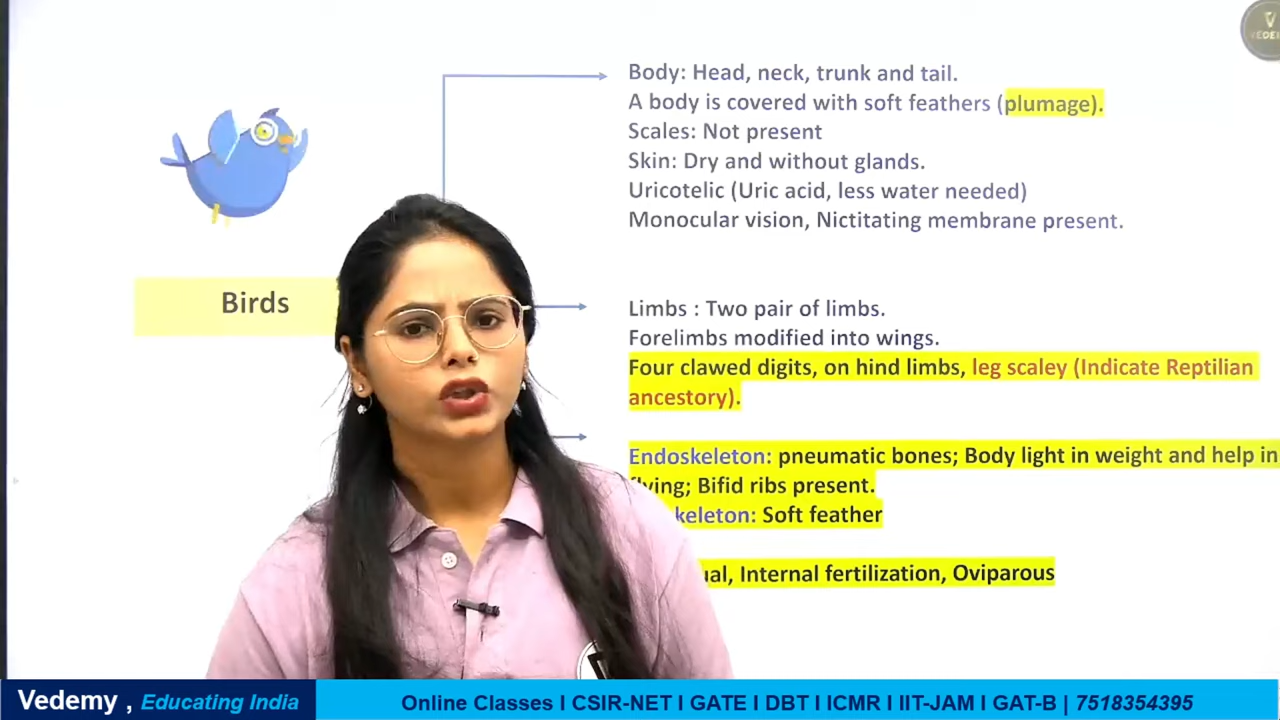 Body: Head, neck, trunk and tail.
A body is covered with soft feathers (plumage).
Scales: Not present
Skin: Dry and without glands.
Uricotelic (Uric acid, less water needed)
Monocular vision, Nictitating membrane present.
Birds
Limbs : Two pair of limbs.
Forelimbs modified into wings.
Four clawed digits, on hind limbs, leg scaley (Indicate Reptilian
ancestory).
Endoskeleton: pneumatic bones; Body light in weight and help in
Bifid ribs present.
Soft feather
Internal fertilization, Oviparous
Vedemy , Educating India
Online Classes I CSIR-NET I GATE I DBT I ICMR I IIT-JAM I GAT-B | 7518354395